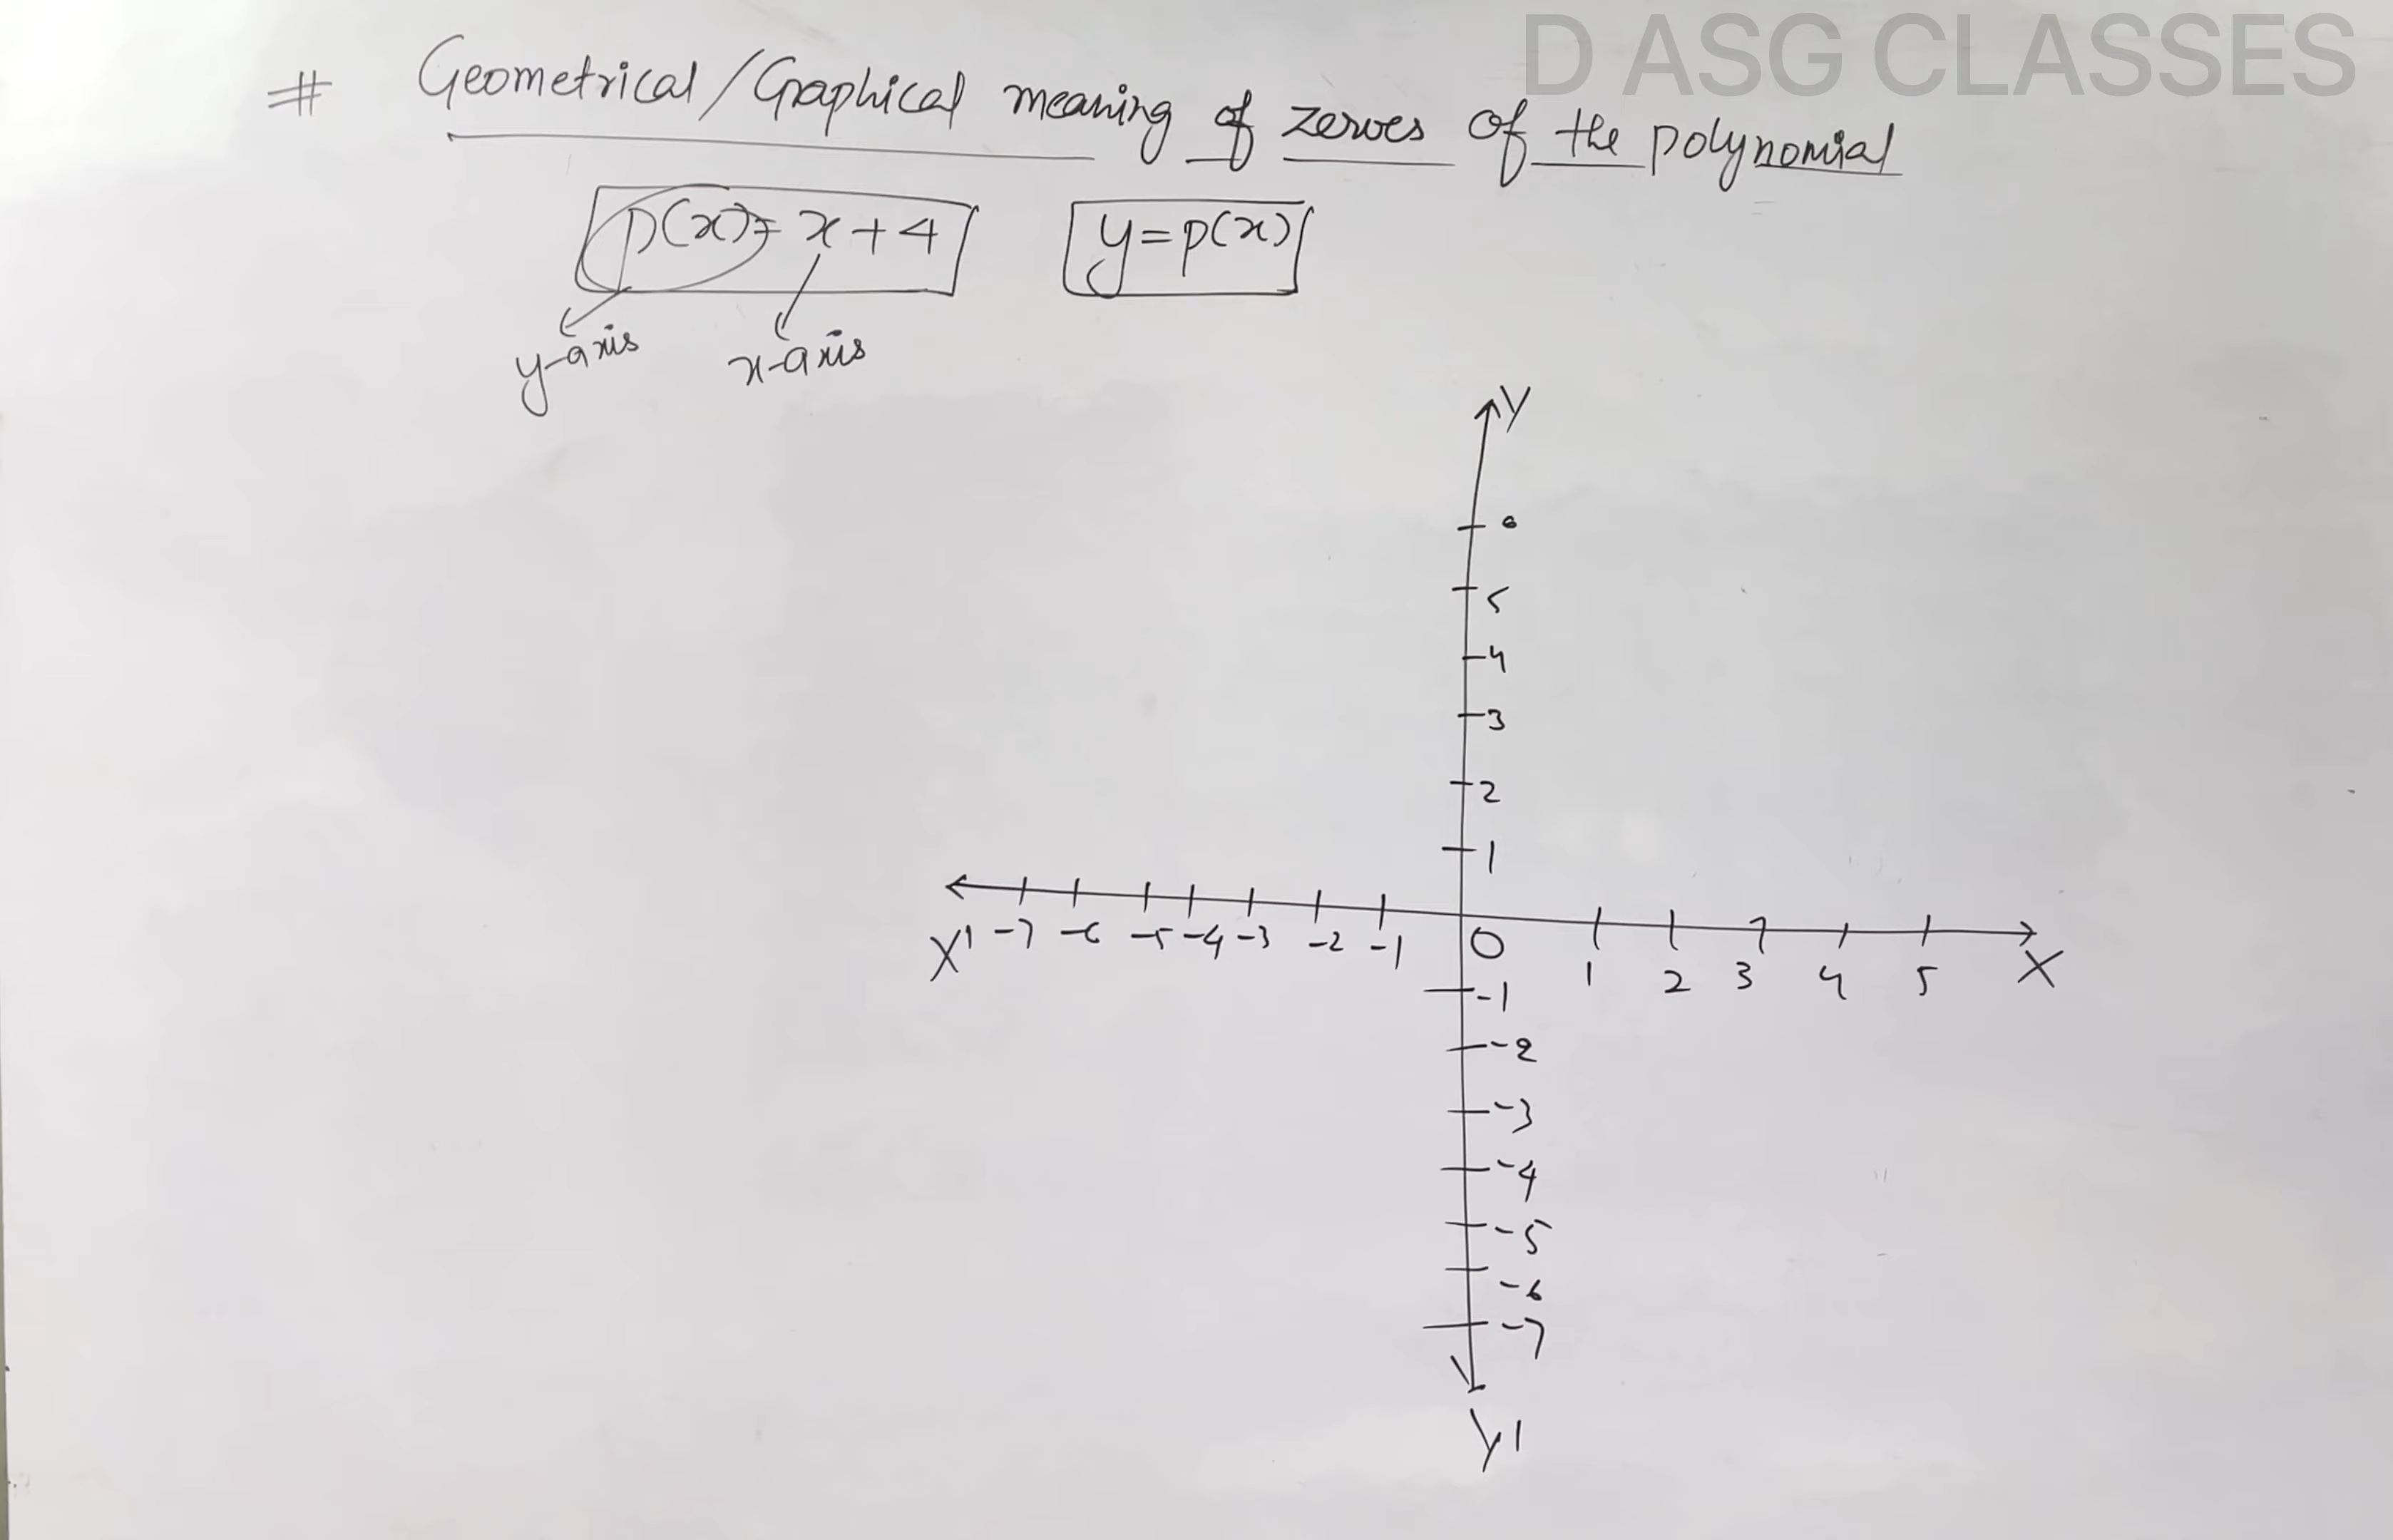 D ASG CLASSES
# Geometrical/Graphical meaning of zeroes of the polynomial
p(x) = x + 4 y = p(x)
y-axis x-axis
Y
6
5
4
3
2
1
X' -7 -6 -5 -4 -3 -2 -1 O 1 2 3 4 5 X
-1
-2
-3
-4
-5
-6
-7
Y'